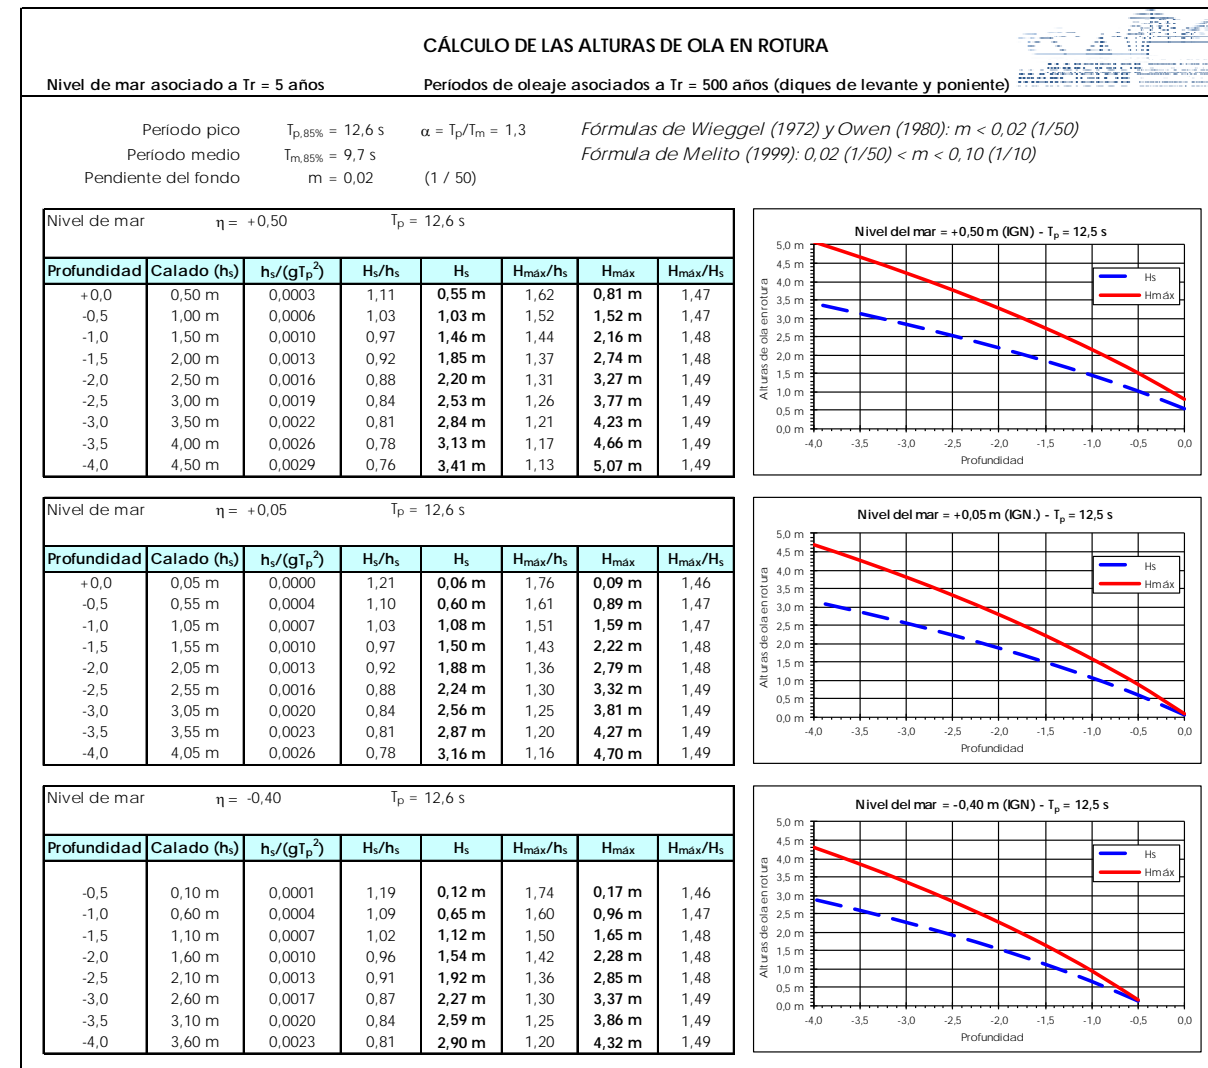 CÁLCULO DE LAS ALTURAS DE OLA EN ROTURA
Nivel de mar asociado a Tr = 5 años Períodos de oleaje asociados a Tr = 500 años (diques de levante y poniente)
Período pico Tp,85% = 12,6 s α = Tp/Tm = 1,3 Fórmulas de Wieggel (1972) y Owen (1980): m < 0,02 (1/50)
Período medio Tm,85% = 9,7 s Fórmula de Melito (1999): 0,02 (1/50) < m < 0,10 (1/10)
Pendiente del fondo m = 0,02 (1 / 50)
Nivel de mar η = +0,50 Tp = 12,6 s
Profundidad Calado (hs) hs/(gTp²) Hs/hs Hs Hmáx/hs Hmáx Hmáx/Hs
+0,0 0,50 m 0,0003 1,11 0,55 m 1,62 0,81 m 1,47
-0,5 1,00 m 0,0006 1,03 1,03 m 1,52 1,52 m 1,47
-1,0 1,50 m 0,0010 0,97 1,46 m 1,44 2,16 m 1,48
-1,5 2,00 m 0,0013 0,92 1,85 m 1,37 2,74 m 1,48
-2,0 2,50 m 0,0016 0,88 2,20 m 1,31 3,27 m 1,49
-2,5 3,00 m 0,0019 0,84 2,53 m 1,26 3,77 m 1,49
-3,0 3,50 m 0,0022 0,81 2,84 m 1,21 4,23 m 1,49
-3,5 4,00 m 0,0026 0,78 3,13 m 1,17 4,66 m 1,49
-4,0 4,50 m 0,0029 0,76 3,41 m 1,13 5,07 m 1,49
Nivel del mar = +0,50 m (IGN) - Tp = 12,5 s
5,0 m
4,5 m
4,0 m
3,5 m
3,0 m
2,5 m
2,0 m
1,5 m
1,0 m
0,5 m
0,0 m
Alturas de ola en rotura
Hs
Hmáx
-4,0 -3,5 -3,0 -2,5 -2,0 -1,5 -1,0 -0,5 0,0
Profundidad
Nivel de mar η = +0,05 Tp = 12,6 s
Profundidad Calado (hs) hs/(gTp²) Hs/hs Hs Hmáx/hs Hmáx Hmáx/Hs
+0,0 0,05 m 0,0000 1,21 0,06 m 1,76 0,09 m 1,46
-0,5 0,55 m 0,0004 1,10 0,60 m 1,61 0,89 m 1,47
-1,0 1,05 m 0,0007 1,03 1,08 m 1,51 1,59 m 1,47
-1,5 1,55 m 0,0010 0,97 1,50 m 1,43 2,22 m 1,48
-2,0 2,05 m 0,0013 0,92 1,88 m 1,36 2,79 m 1,48
-2,5 2,55 m 0,0016 0,88 2,24 m 1,30 3,32 m 1,49
-3,0 3,05 m 0,0020 0,84 2,56 m 1,25 3,81 m 1,49
-3,5 3,55 m 0,0023 0,81 2,87 m 1,20 4,27 m 1,49
-4,0 4,05 m 0,0026 0,78 3,16 m 1,16 4,70 m 1,49
Nivel del mar = +0,05 m (IGN.) - Tp = 12,5 s
5,0 m
4,5 m
4,0 m
3,5 m
3,0 m
2,5 m
2,0 m
1,5 m
1,0 m
0,5 m
0,0 m
Alturas de ola en rotura
Hs
Hmáx
-4,0 -3,5 -3,0 -2,5 -2,0 -1,5 -1,0 -0,5 0,0
Profundidad
Nivel de mar η = -0,40 Tp = 12,6 s
Profundidad Calado (hs) hs/(gTp²) Hs/hs Hs Hmáx/hs Hmáx Hmáx/Hs
-0,5 0,10 m 0,0001 1,19 0,12 m 1,74 0,17 m 1,46
-1,0 0,60 m 0,0004 1,09 0,65 m 1,60 0,96 m 1,47
-1,5 1,10 m 0,0007 1,02 1,12 m 1,50 1,65 m 1,48
-2,0 1,60 m 0,0010 0,96 1,54 m 1,42 2,28 m 1,48
-2,5 2,10 m 0,0013 0,91 1,92 m 1,36 2,85 m 1,48
-3,0 2,60 m 0,0017 0,87 2,27 m 1,30 3,37 m 1,49
-3,5 3,10 m 0,0020 0,84 2,59 m 1,25 3,86 m 1,49
-4,0 3,60 m 0,0023 0,81 2,90 m 1,20 4,32 m 1,49
Nivel del mar = -0,40 m (IGN) - Tp = 12,5 s
5,0 m
4,5 m
4,0 m
3,5 m
3,0 m
2,5 m
2,0 m
1,5 m
1,0 m
0,5 m
0,0 m
Alturas de ola en rotura
Hs
Hmáx
-4,0 -3,5 -3,0 -2,5 -2,0 -1,5 -1,0 -0,5 0,0
Profundidad